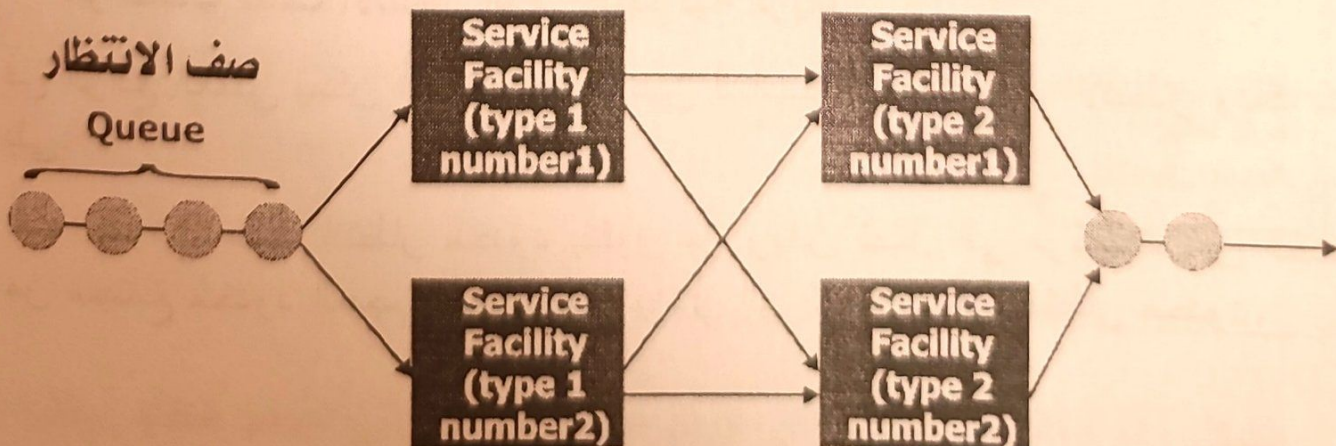 صف الانتظار
Queue
Service
Facility
(type 1
number1)
Service
Facility
(type 2
number1)
Service
Facility
(type 1
number2)
Service
Facility
(type 2
number2)